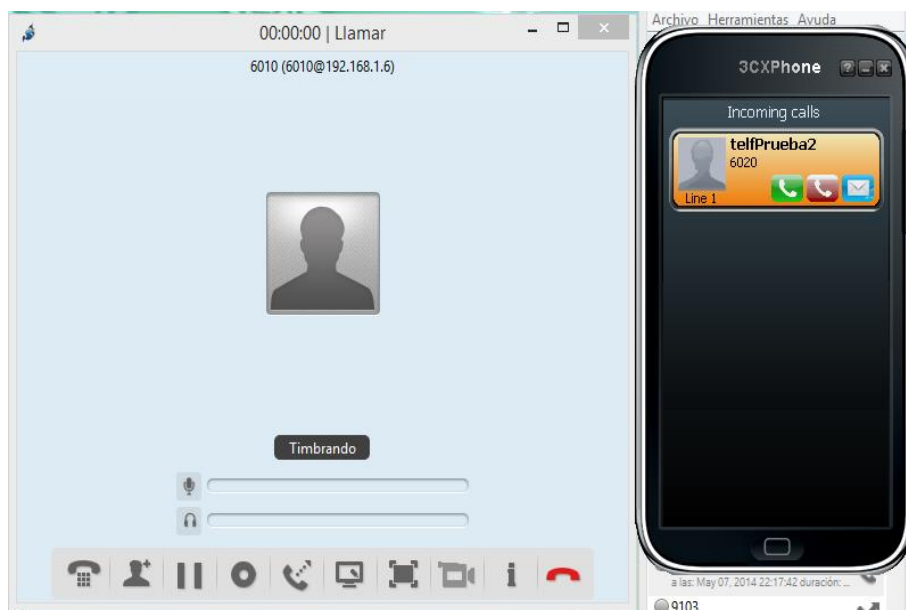 00:00:00 | Llamar
6010 (6010@192.168.1.6)
Timbrando
Archivo Herramientas Avuda
3CXPhone
Incoming calls
telfPrueba2
6020
Line 1
a las: May 07, 2014 22:17:42 duración: ...
9103